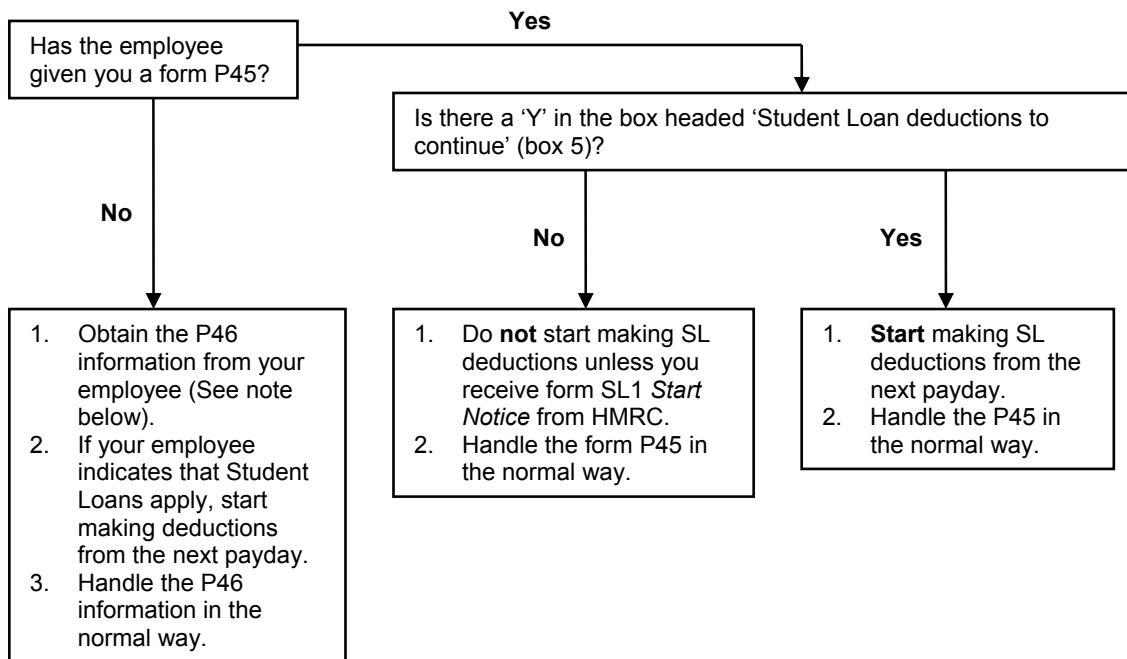 Yes
Has the employee
given you a form P45?
Is there a ‘Y’ in the box headed ‘Student Loan deductions to
continue’ (box 5)?
No
No
Yes
1. Obtain the P46
information from your
employee (See note
below).
2. If your employee
indicates that Student
Loans apply, start
making deductions
from the next payday.
3. Handle the P46
information in the
normal way.
1. Do not start making SL
deductions unless you
receive form SL1 Start
Notice from HMRC.
2. Handle the form P45 in
the normal way.
1. Start making SL
deductions from the
next payday.
2. Handle the P45 in
the normal way.